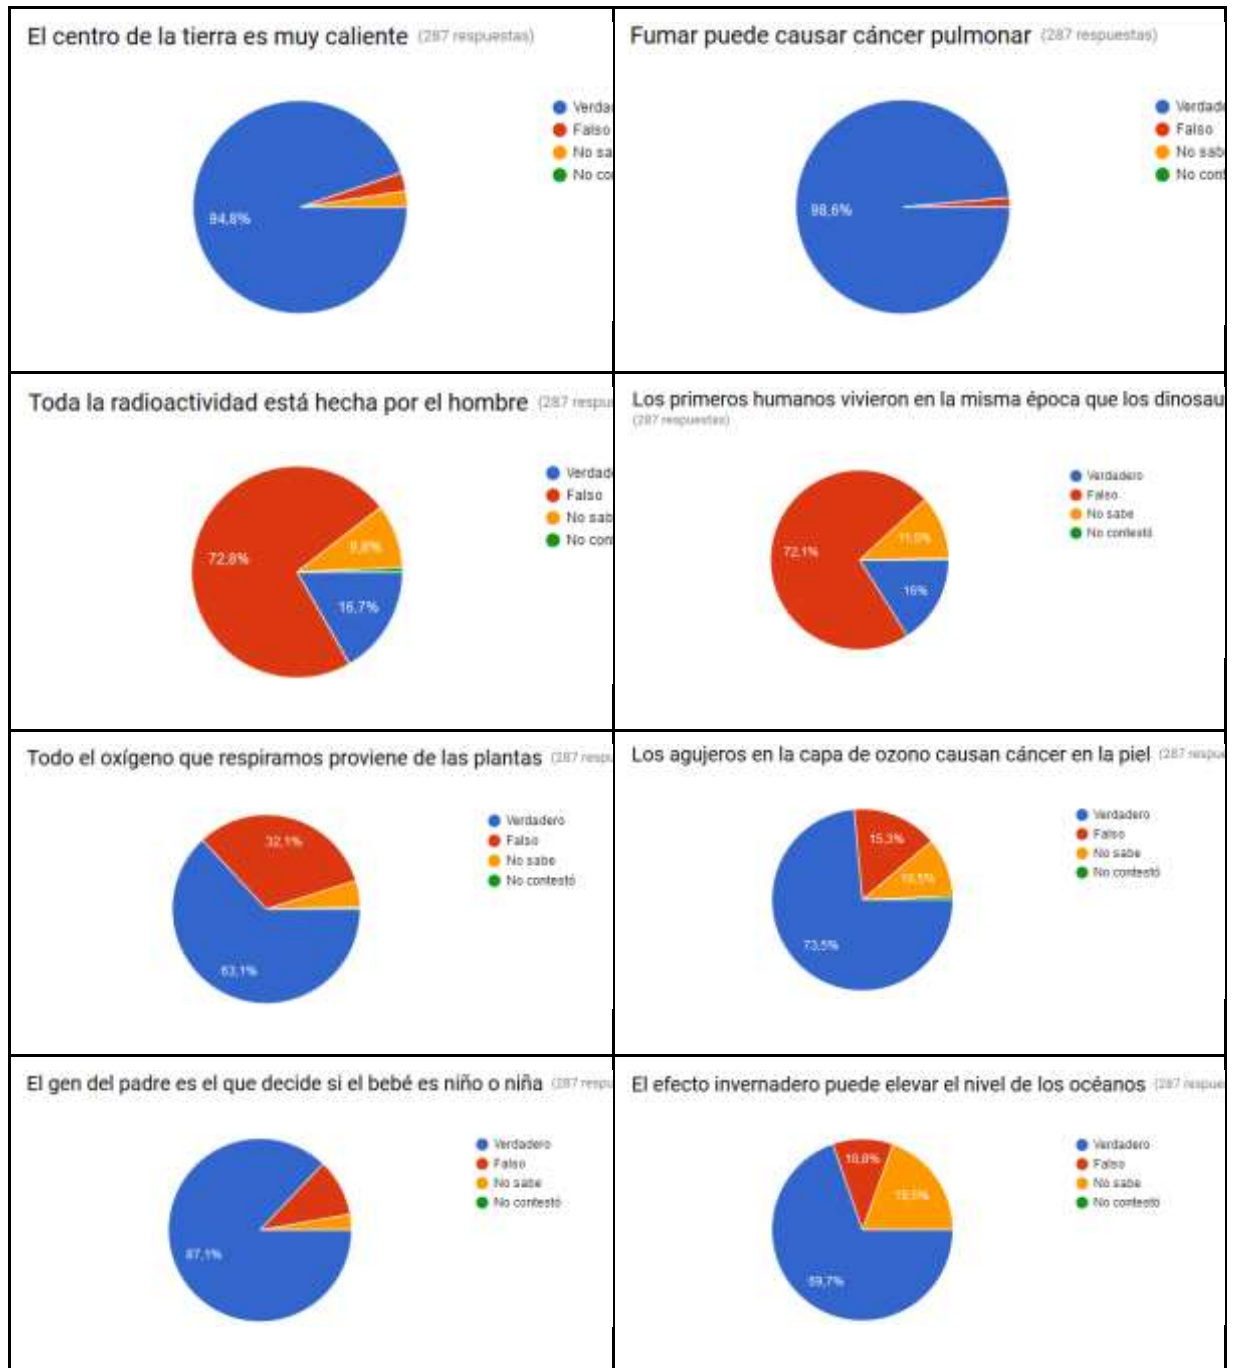 El centro de la tierra es muy caliente (287 respuestas)
Verda
Falso
No sa
No co
94,8%
Fumar puede causar cáncer pulmonar (287 respuestas)
Verdad
Falso
No sab
No cont
98,6%
Toda la radioactividad está hecha por el hombre (287 respu
Verdad
Falso
No sab
No con
72,8%
9,8%
16,7%
Los primeros humanos vivieron en la misma época que los dinosau
(287 respuestas)
Verdadero
Falso
No sabe
No contestó
72,1%
11,5%
16%
Todo el oxígeno que respiramos proviene de las plantas (287 respu
Verdadero
Falso
No sabe
No contestó
32,1%
63,1%
Los agujeros en la capa de ozono causan cáncer en la piel (287 respue
Verdadero
Falso
No sabe
No contestó
15,3%
10,5%
73,5%
El gen del padre es el que decide si el bebé es niño o niña (287 respu
Verdadero
Falso
No sabe
No contestó
87,1%
El efecto invernadero puede elevar el nivel de los océanos (287 respue
Verdadero
Falso
No sabe
No contestó
10,8%
19,5%
69,7%